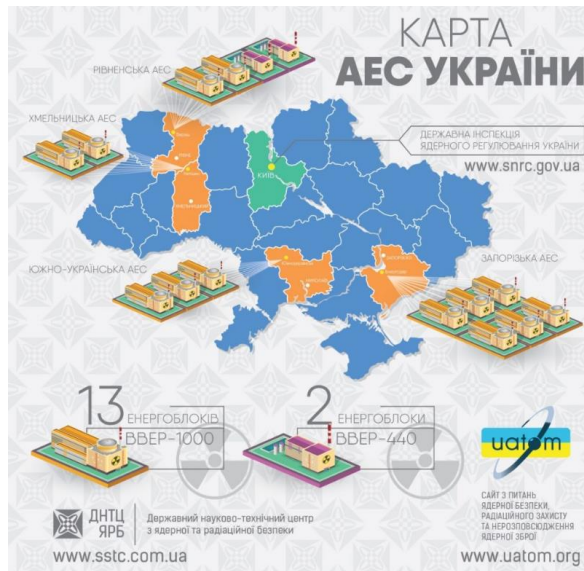 КАРТА
АЕС УКРАЇНИ
РІВНЕНСЬКА АЕС
ХМЕЛЬНИЦЬКА АЕС
ДЕРЖАВНА ІНСПЕКЦІЯ
ЯДЕРНОГО РЕГУЛЮВАННЯ УКРАЇНИ
www.snrc.gov.ua
КИЇВ
ЮЖНО-УКРАЇНСЬКА АЕС
ЗАПОРІЗЬКА АЕС
13 ЕНЕРГОБЛОКІВ
ВВЕР-1000
2 ЕНЕРГОБЛОКИ
ВВЕР-440
uatom
САЙТ З ПИТАНЬ
ЯДЕРНОЇ БЕЗПЕКИ,
РАДІАЦІЙНОГО ЗАХИСТУ
ТА НЕРОЗПОВСЮДЖЕННЯ
ЯДЕРНОЇ ЗБРОЇ
ДНТЦ
ЯРБ
Державний науково-технічний центр
з ядерної та радіаційної безпеки
www.sstc.com.ua
www.uatom.org